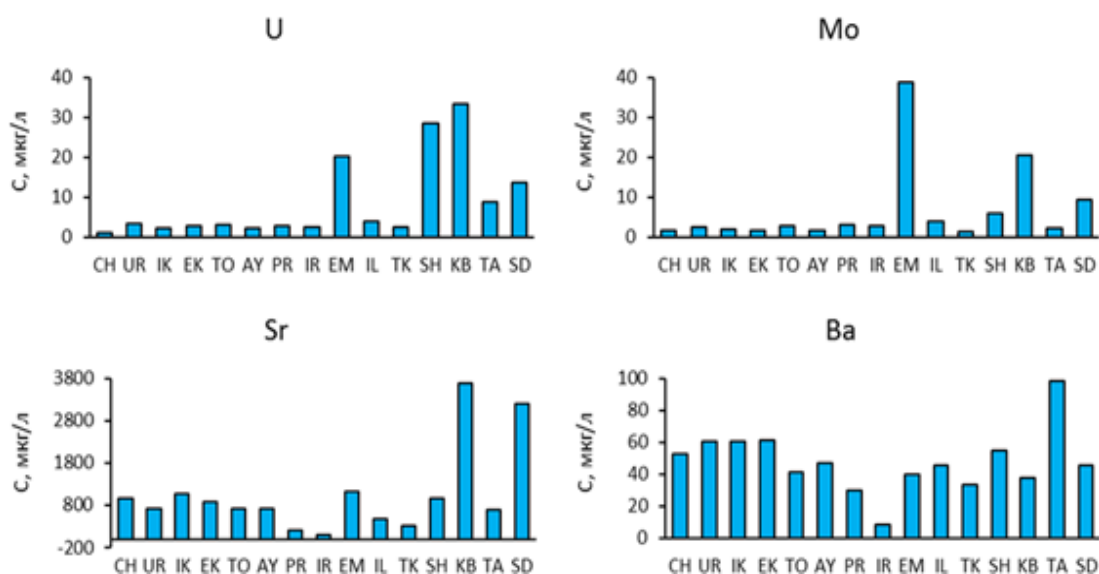 U
40
30
20
10
0
С, мкг/л
CH UR IK EK TO AY PR IR EM IL TK SH KB TA SD
Mo
40
30
20
10
0
С, мкг/л
CH UR IK EK TO AY PR IR EM IL TK SH KB TA SD
Sr
3800
2800
1800
800
-200
С, мкг/л
CH UR IK EK TO AY PR IR EM IL TK SH KB TA SD
Ba
100
80
60
40
20
0
С, мкг/л
CH UR IK EK TO AY PR IR EM IL TK SH KB TA SD